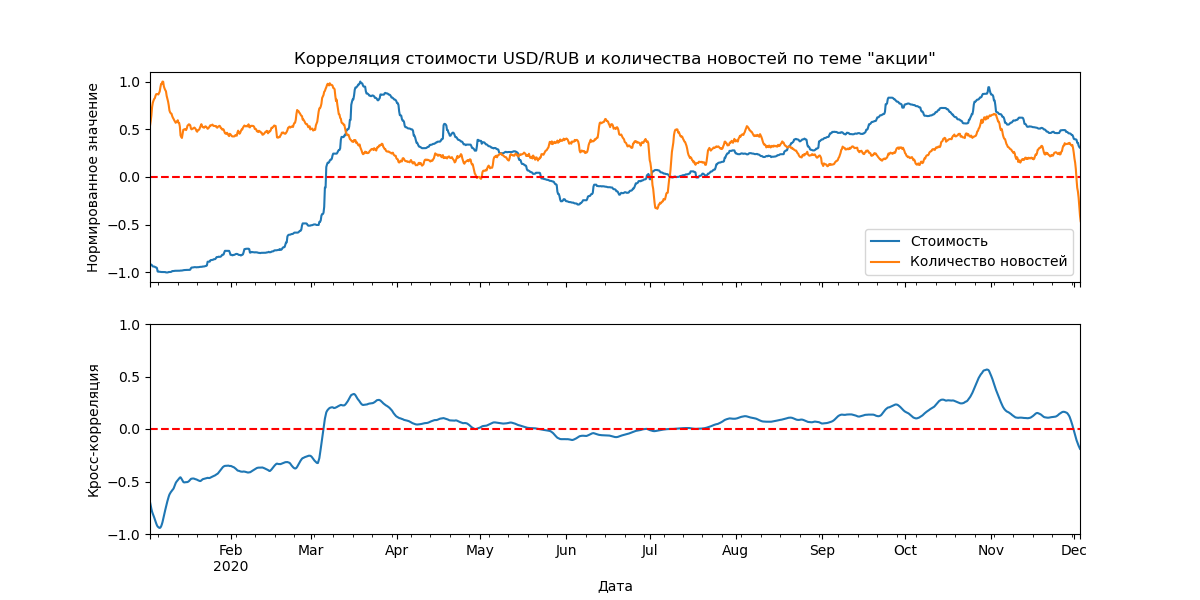 Корреляция стоимости USD/RUB и количества новостей по теме "акции"
Нормированное значение
1.0
0.5
0.0
−0.5
−1.0
Стоимость
Количество новостей
Кросс-корреляция
1.0
0.5
0.0
−0.5
−1.0
Feb Mar Apr May Jun Jul Aug Sep Oct Nov Dec
2020
Дата